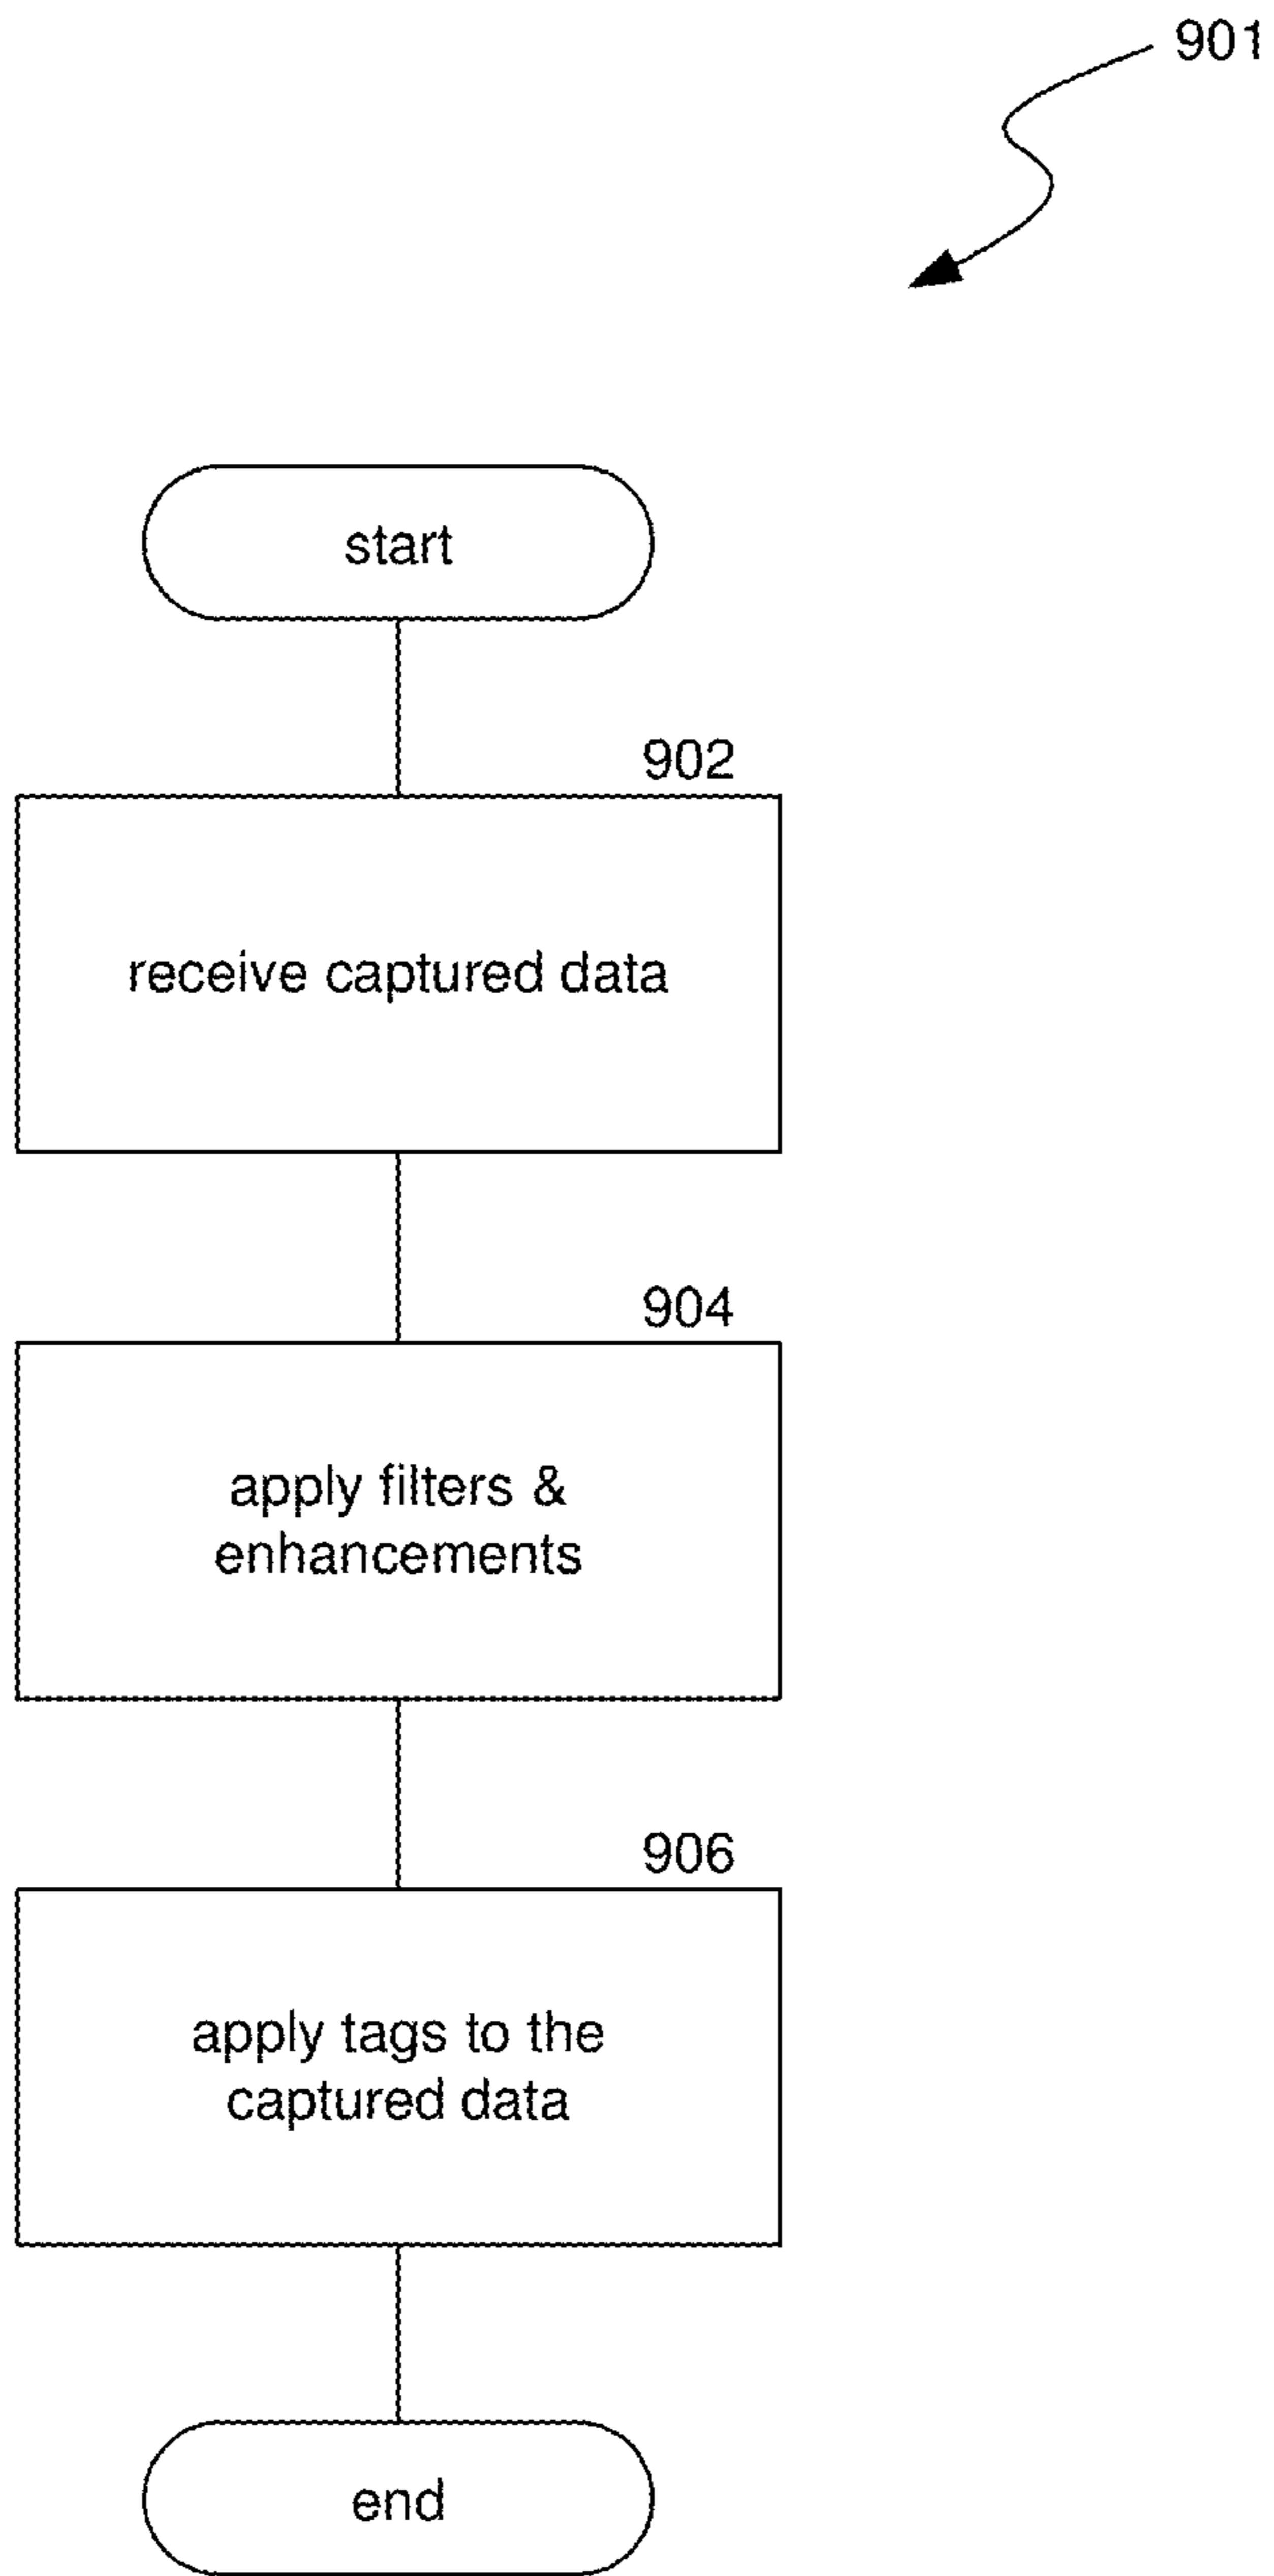 901
start
902
receive captured data
904
apply filters &
enhancements
906
apply tags to the
captured data
end